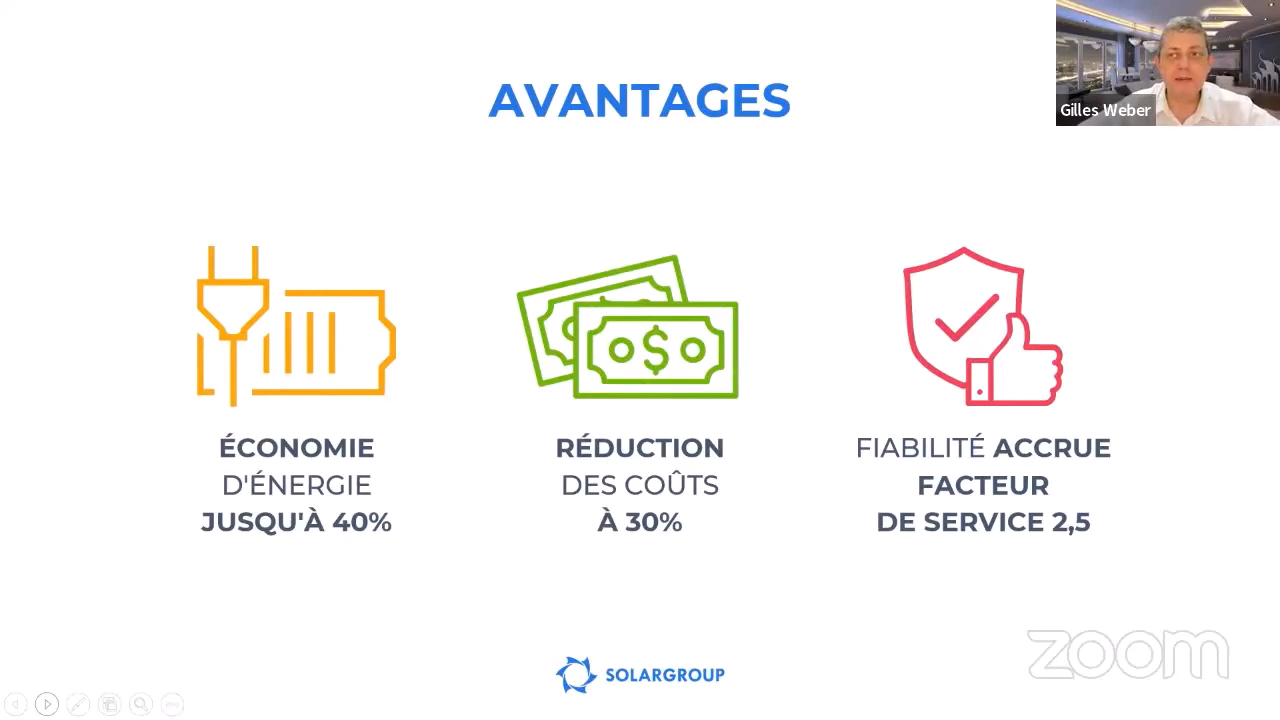 AVANTAGES
Gilles Weber
ÉCONOMIE
D'ÉNERGIE
JUSQU'À 40%
RÉDUCTION
DES COÛTS
À 30%
FIABILITÉ ACCRUE
FACTEUR
DE SERVICE 2,5
SOLARGROUP
zoom